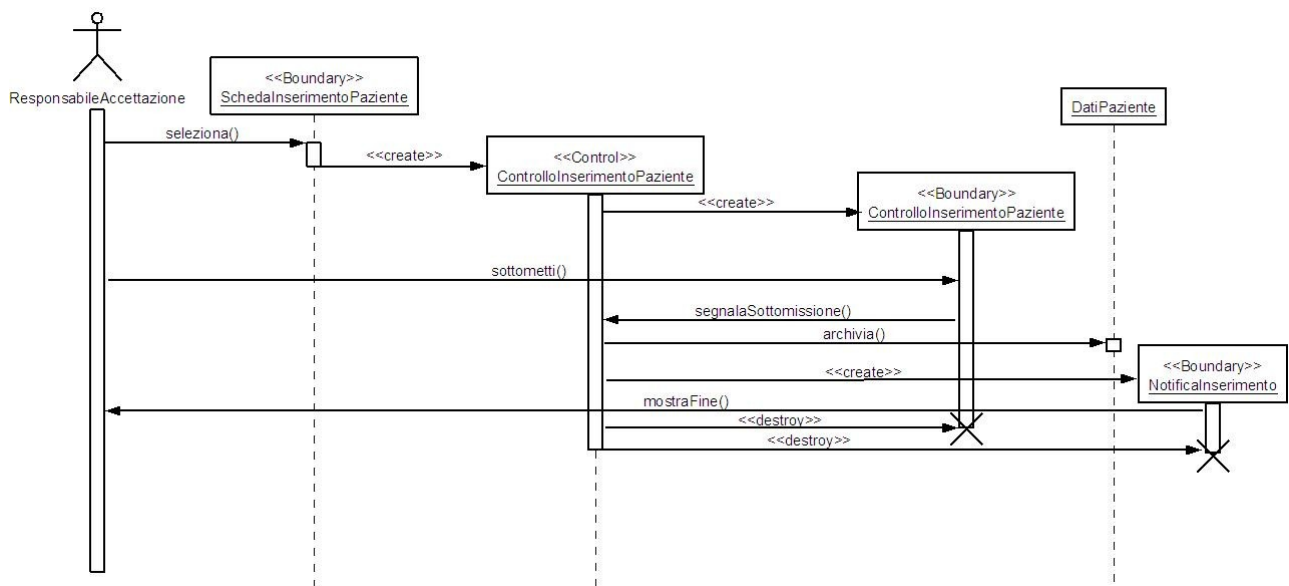 ResponsabileAccettazione
<<Boundary>>
SchedaInserimentoPaziente
DatiPaziente
seleziona()
<<create>>
<<Control>>
ControlloInserimentoPaziente
<<create>>
<<Boundary>>
ControlloInserimentoPaziente
sottometti()
segnalaSottomissione()
archivia()
<<create>>
<<Boundary>>
NotificaInserimento
mostraFine()
<<destroy>>
<<destroy>>